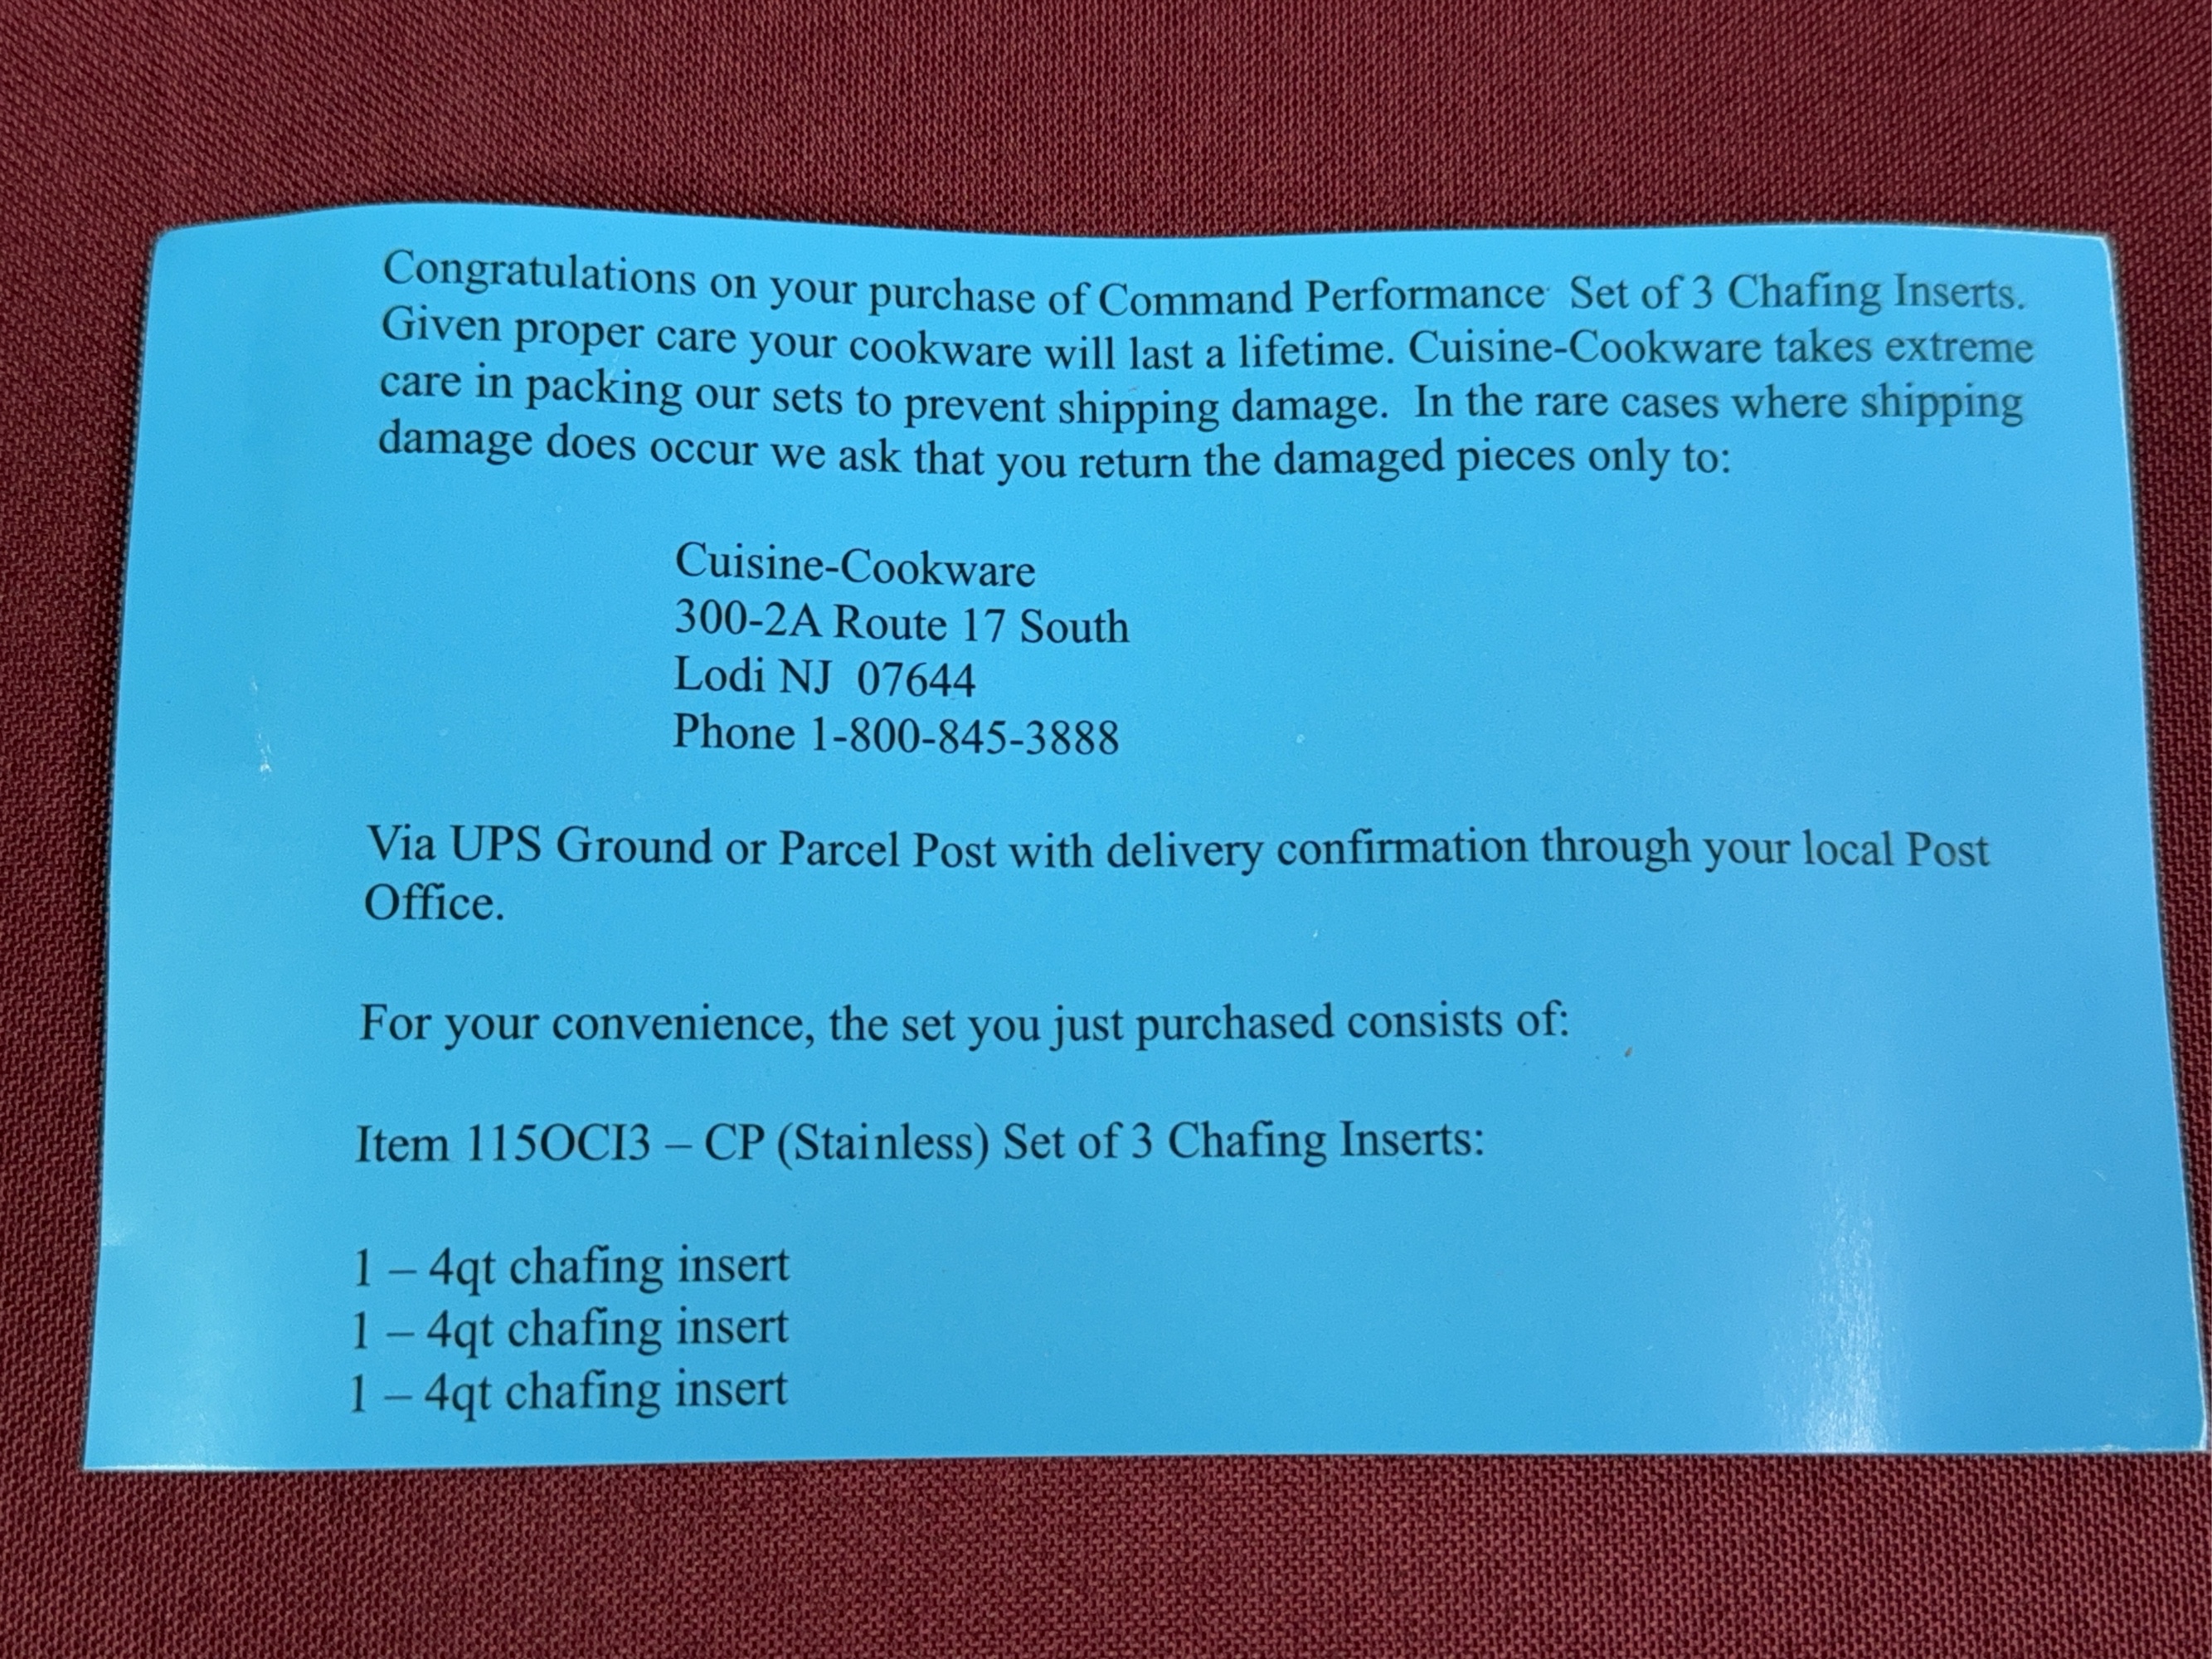 Congratulations on your purchase of Command Performance Set of 3 Chafing Inserts.
Given proper care your cookware will last a lifetime. Cuisine-Cookware takes extreme
care in packing our sets to prevent shipping damage. In the rare cases where shipping
damage does occur we ask that you return the damaged pieces only to:
Cuisine-Cookware
300-2A Route 17 South
Lodi NJ 07644
Phone 1-800-845-3888
Via UPS Ground or Parcel Post with delivery confirmation through your local Post
Office.
For your convenience, the set you just purchased consists of:
Item 115OCI3 – CP (Stainless) Set of 3 Chafing Inserts:
1 – 4qt chafing insert
1 – 4qt chafing insert
1 – 4qt chafing insert